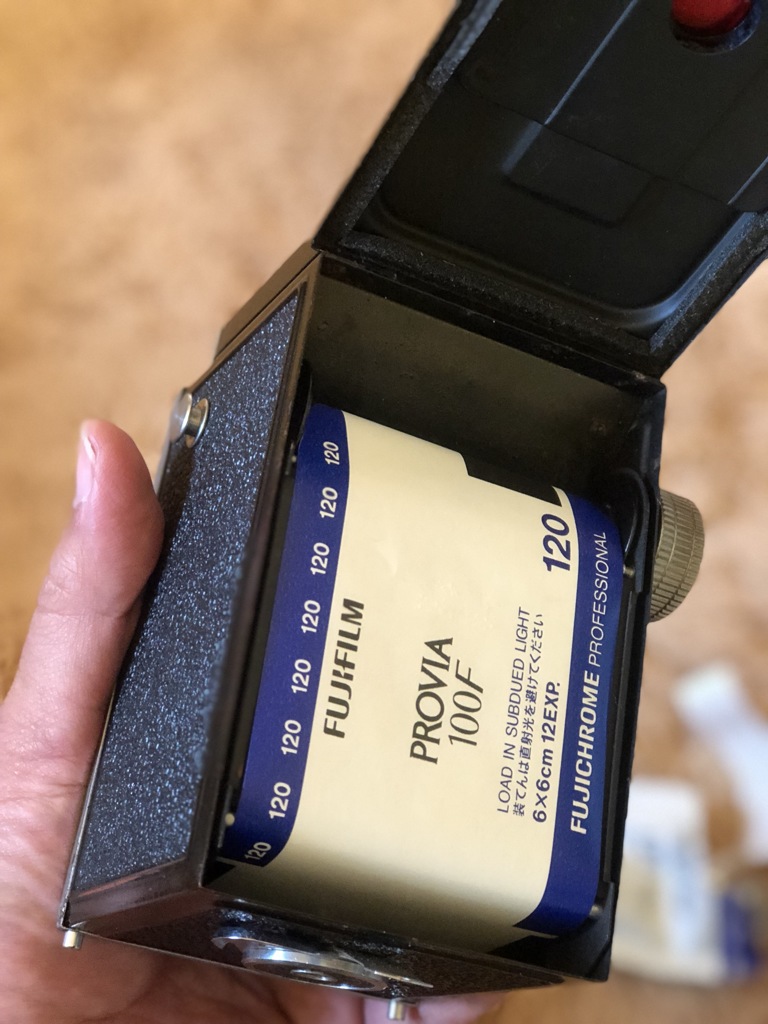 120 120 120 120 120 120 120 120
FUJIFILM
PROVIA
100F
LOAD IN SUBDUED LIGHT
装てんは直射光を避けてください
6×6cm 12EXP.
120
FUJICHROME PROFESSIONAL